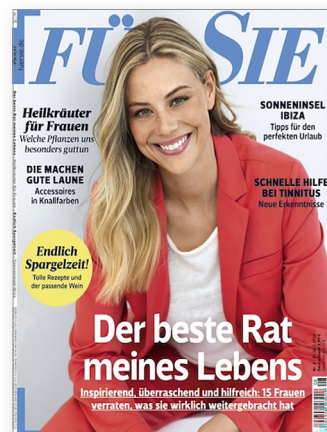 FÜR SIE
Heilkräuter
für Frauen
Welche Pflanzen uns
besonders guttun
DIE MACHEN
GUTE LAUNE
Accessoires
in Knallfarben
Endlich
Spargelzeit!
Tolle Rezepte und
der passende Wein
SONNENINSEL
IBIZA
Tipps für den
perfekten Urlaub
SCHNELLE HILFE
BEI TINNITUS
Neue Erkenntnisse
Der beste Rat
meines Lebens
Inspirierend, überraschend und hilfreich: 15 Frauen
verraten, was sie wirklich weitergebracht hat